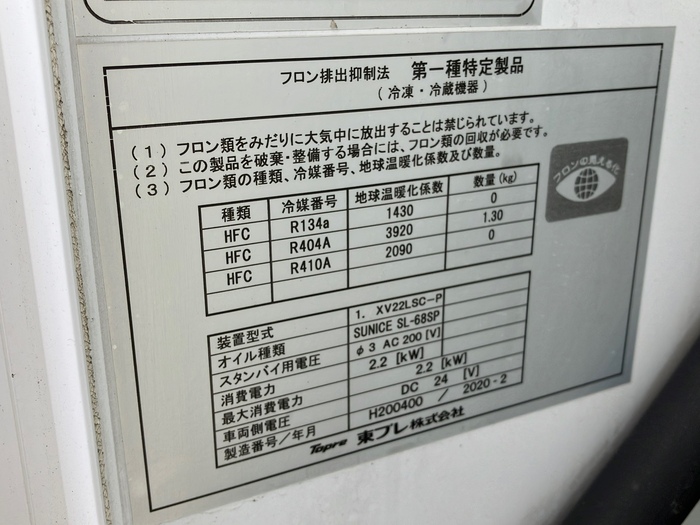 フロン排出抑制法 第一種特定製品
(冷凍・冷蔵機器)
(1) フロン類をみだりに大気中に放出することは禁じられています。
(2) この製品を破棄・整備する場合には、フロン類の回収が必要です。
(3) フロン類の種類、冷媒番号、地球温暖化係数及び数量。
フロンの見える化
種類 冷媒番号 地球温暖化係数 数量(kg)
HFC R134a 1430 0
HFC R404A 3920 1.30
HFC R410A 2090 0
装置型式 1. XV22LSC-P
オイル種類 SUNICE SL-68SP
スタンバイ用電圧 φ3 AC 200 [V]
消費電力 2.2 [kW]
最大消費電力 2.2 [kW]
車両側電圧 DC 24 [V]
製造番号/年月 H200400 / 2020-2
Topre 東プレ株式会社